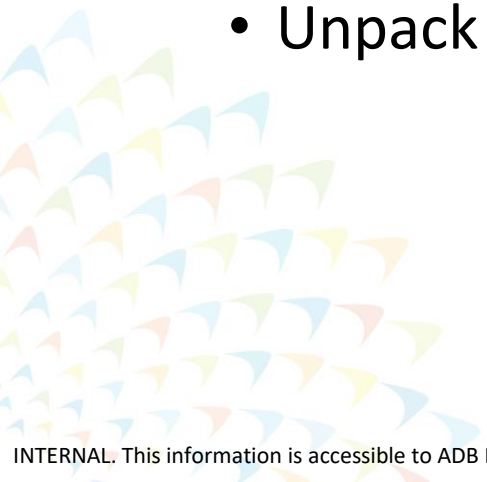 • Unpack
INTERNAL. This information is accessible to ADB